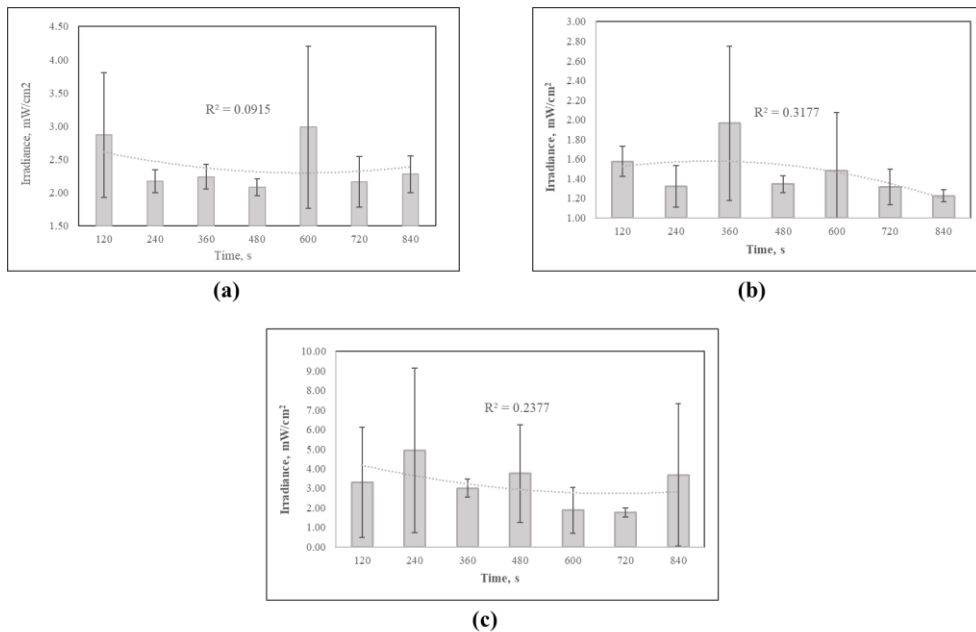 4.50
4.00
3.50
3.00
2.50
2.00
1.50
Irradiance, mW/cm2
R² = 0.0915
120 240 360 480 600 720 840
Time, s
(a)
3.00
2.80
2.60
2.40
2.20
2.00
1.80
1.60
1.40
1.20
1.00
Irradiance, mW/cm²
R² = 0.3177
120 240 360 480 600 720 840
Time, s
(b)
10.00
9.00
8.00
7.00
6.00
5.00
4.00
3.00
2.00
1.00
0.00
Irradiance, mW/cm²
R² = 0.2377
120 240 360 480 600 720 840
Time, s
(c)